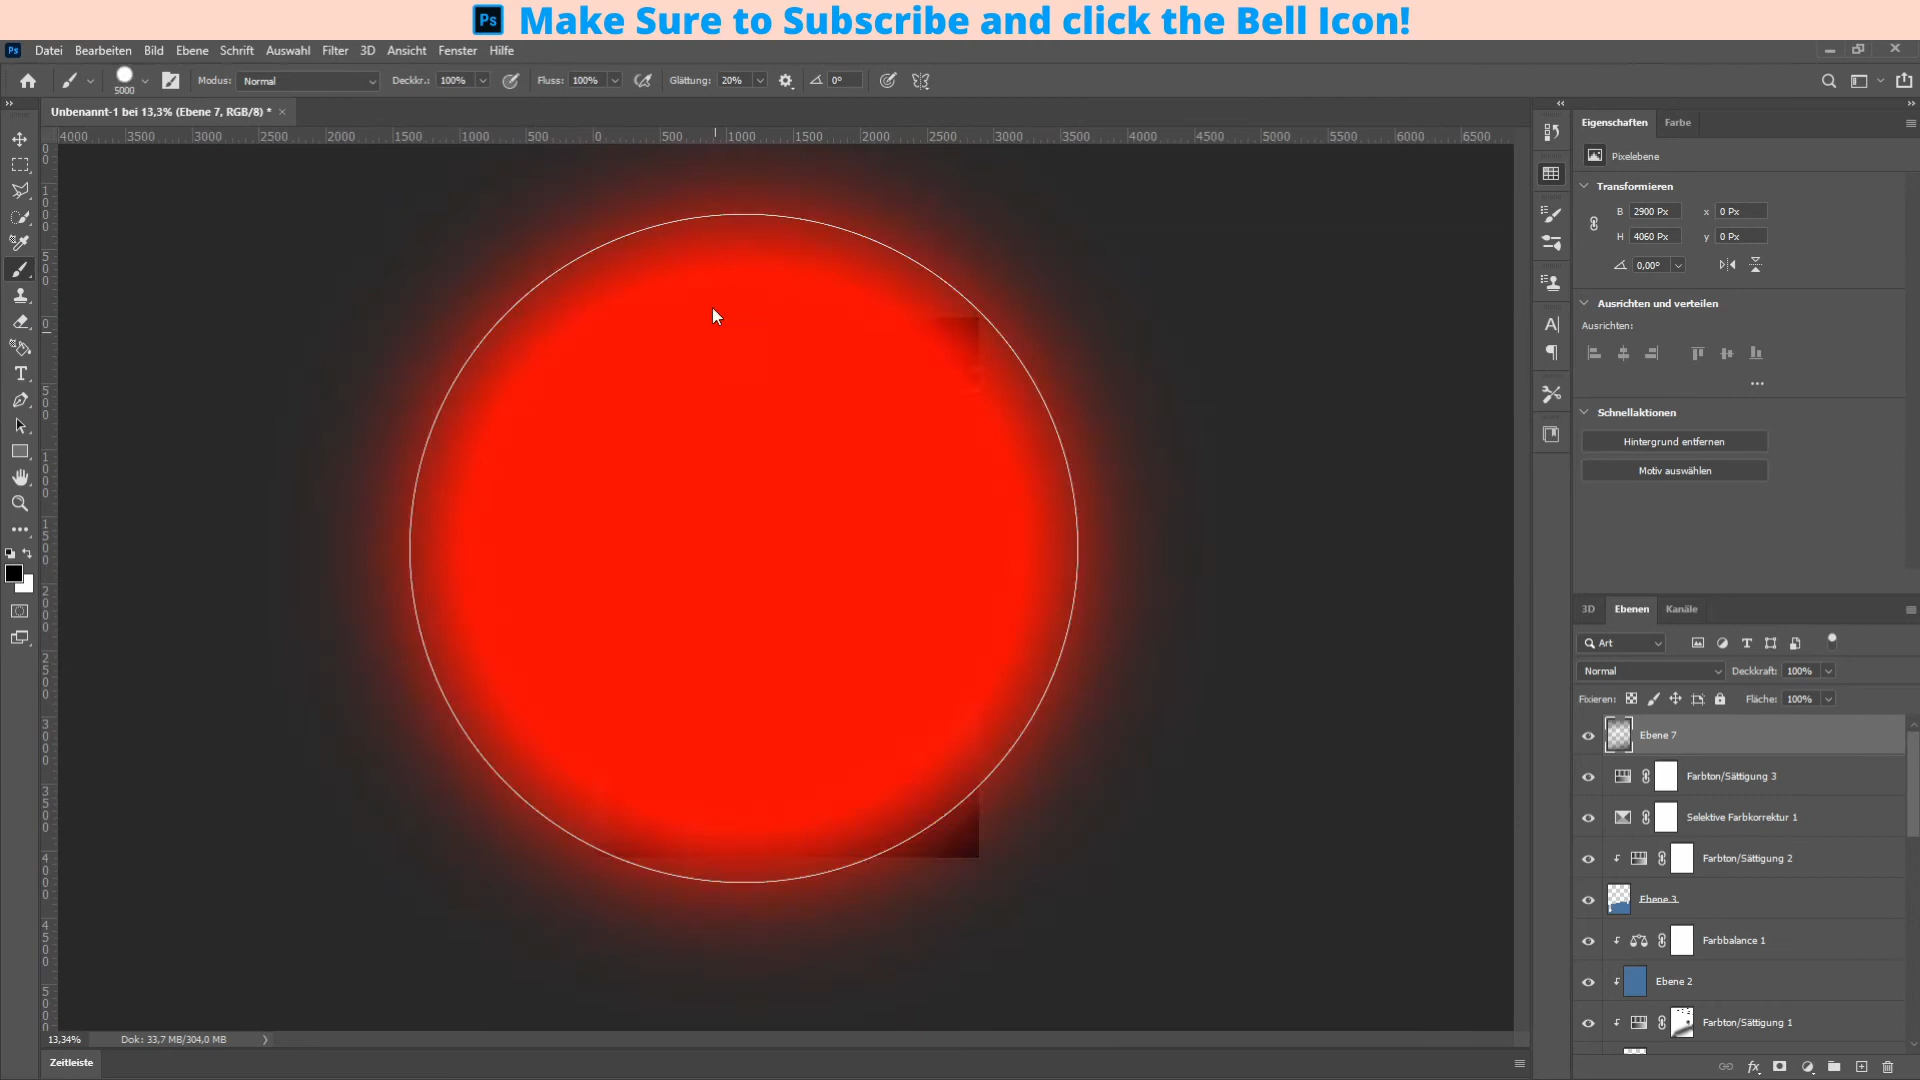 Ps Make Sure to Subscribe and click the Bell Icon!
Ps Datei Bearbeiten Bild Ebene Schrift Auswahl Filter 3D Ansicht Fenster Hilfe
5000 Modus: Normal Deckkr.: 100% Fluss: 100% Glättung: 20% 0°
Unbenannt-1 bei 13,3% (Ebene 7, RGB/8) *
4000 3500 3000 2500 2000 1500 1000 500 0 500 1000 1500 2000 2500 3000 3500 4000 4500 5000 5500 6000 6500
Eigenschaften Farbe
Pixelebene
Transformieren
B 2900 Px x 0 Px
H 4060 Px y 0 Px
0,00°
Ausrichten und verteilen
Ausrichten:
Schnellaktionen
Hintergrund entfernen
Motiv auswählen
3D Ebenen Kanäle
Art
Normal Deckkraft: 100%
Fixieren: Fläche: 100%
Ebene 7
Farbton/Sättigung 3
Selektive Farbkorrektur 1
Farbton/Sättigung 2
Ebene 3
Farbbalance 1
Ebene 2
Farbton/Sättigung 1
13,34% Dok: 33,7 MB/304,0 MB
Zeitleiste